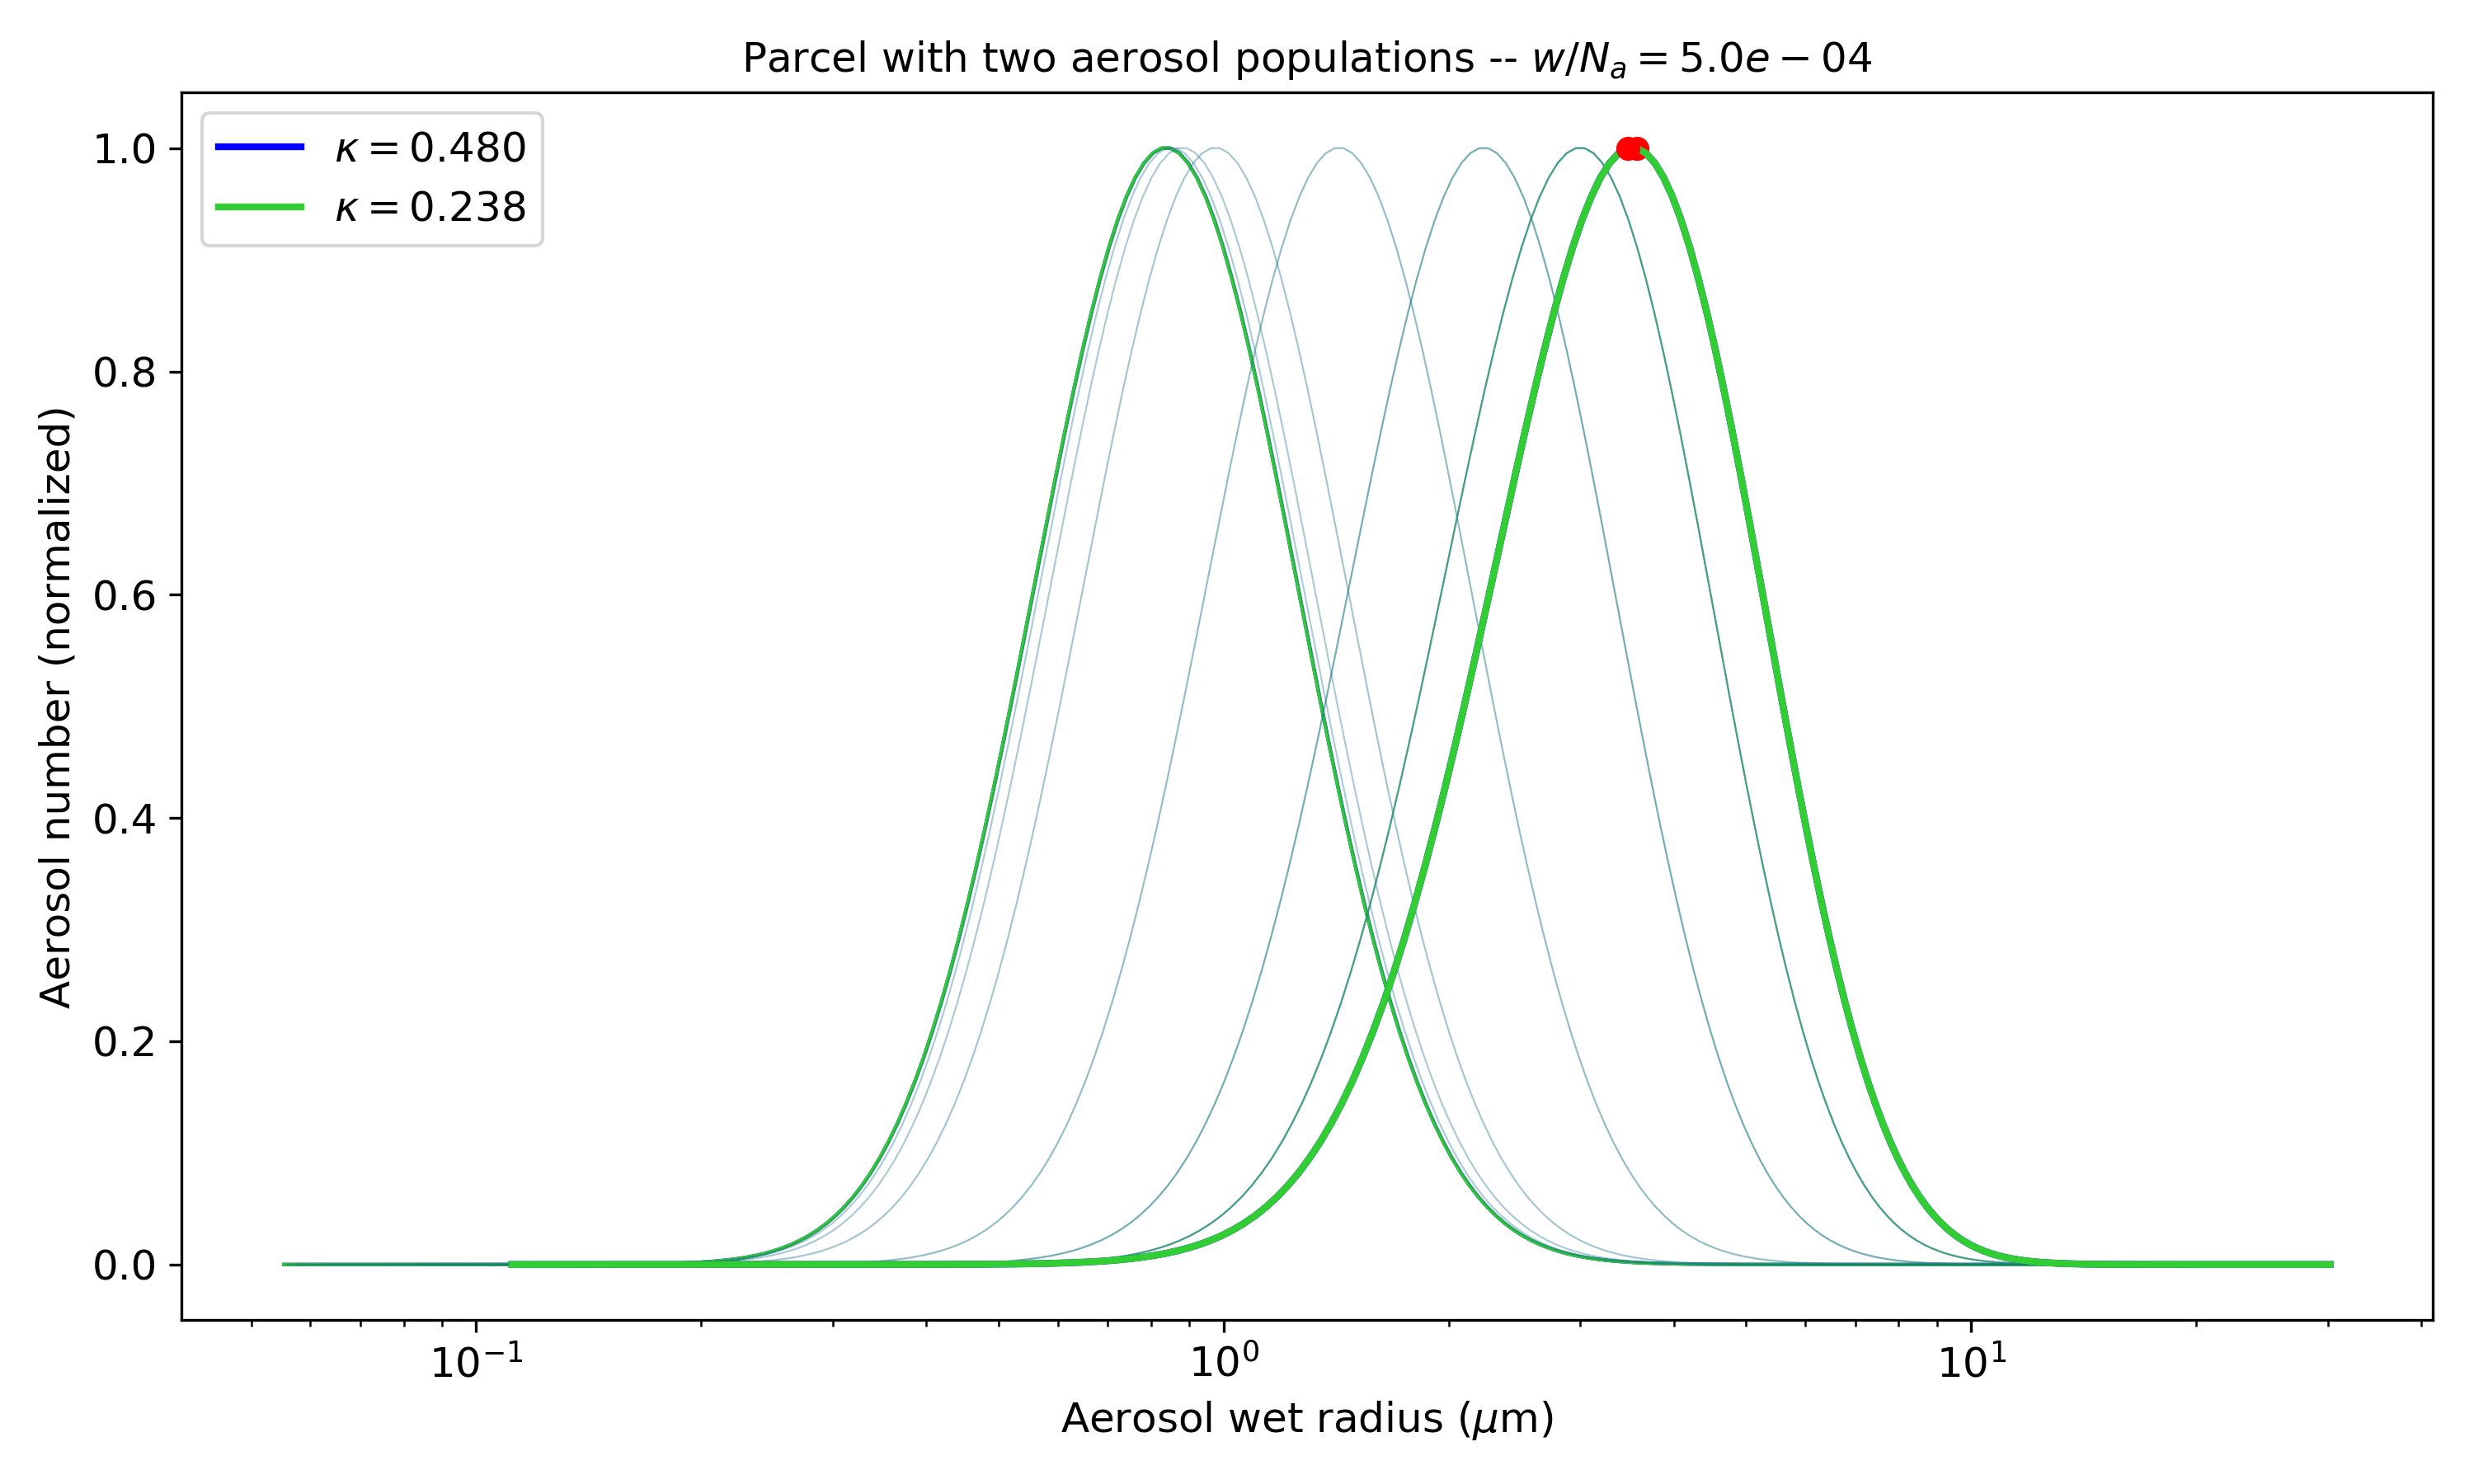 Parcel with two aerosol populations -- $w/N_a = 5.0e-04$
κ = 0.480
κ = 0.238
1.0
0.8
0.6
0.4
0.2
0.0
Aerosol number (normalized)
10⁻¹
10⁰
10¹
Aerosol wet radius (μm)